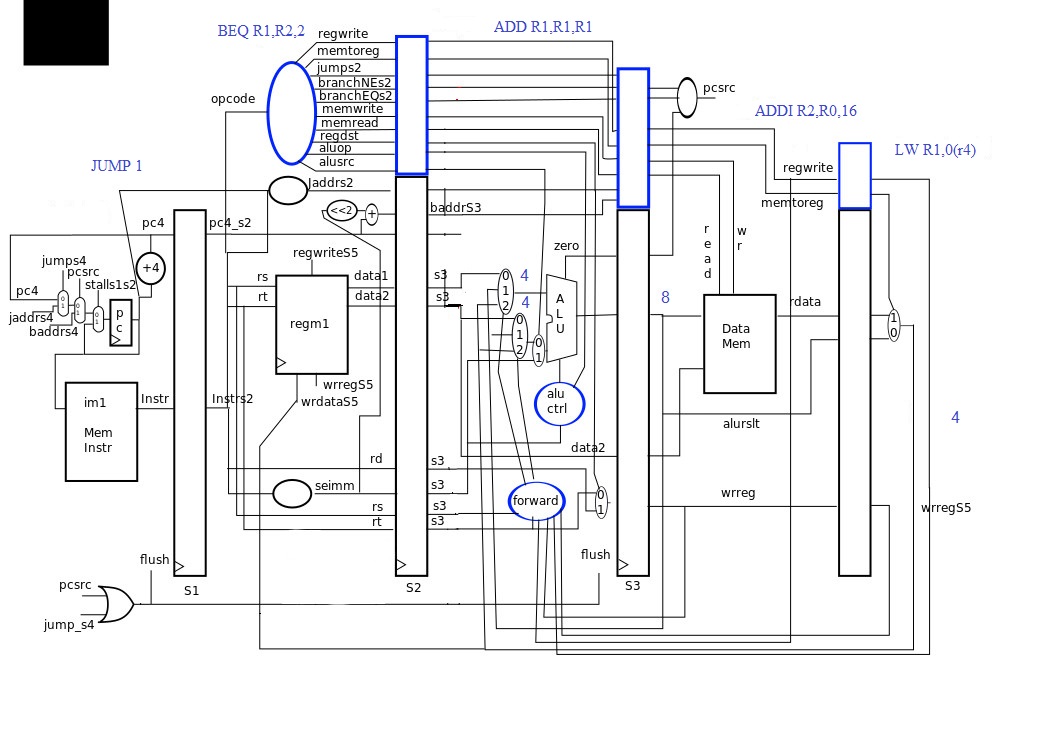 BEQ R1,R2,2
ADD R1,R1,R1
ADDI R2,R0,16
LW R1,0(r4)
JUMP 1
regwrite
memtoreg
jumps2
branchNEs2
branchEQs2
memwrite
memread
regdst
aluop
alusrc
opcode
pcsrc
regwrite
memtoreg
Jaddrs2
<<2
+
baddrS3
pc4
pc4_s2
+4
jumps4
pcsrc
stalls1s2
pc4
jaddrs4
baddrs4
0
1
0
1
0
1
p
c
regwriteS5
rs
rt
data1
data2
regm1
wrregS5
wrdataS5
s3
s3
0
1
2
0
1
2
0
1
4
4
zero
A
L
U
alu
ctrl
8
r
e
a
d
w
r
rdata
Data
Mem
1
0
alurslt
4
im1
Mem
Instr
Instr
Instrs2
rd
seimm
rs
rt
s3
s3
s3
s3
data2
forward
0
1
wrreg
wrregS5
flush
flush
S1
S2
S3
pcsrc
jump_s4